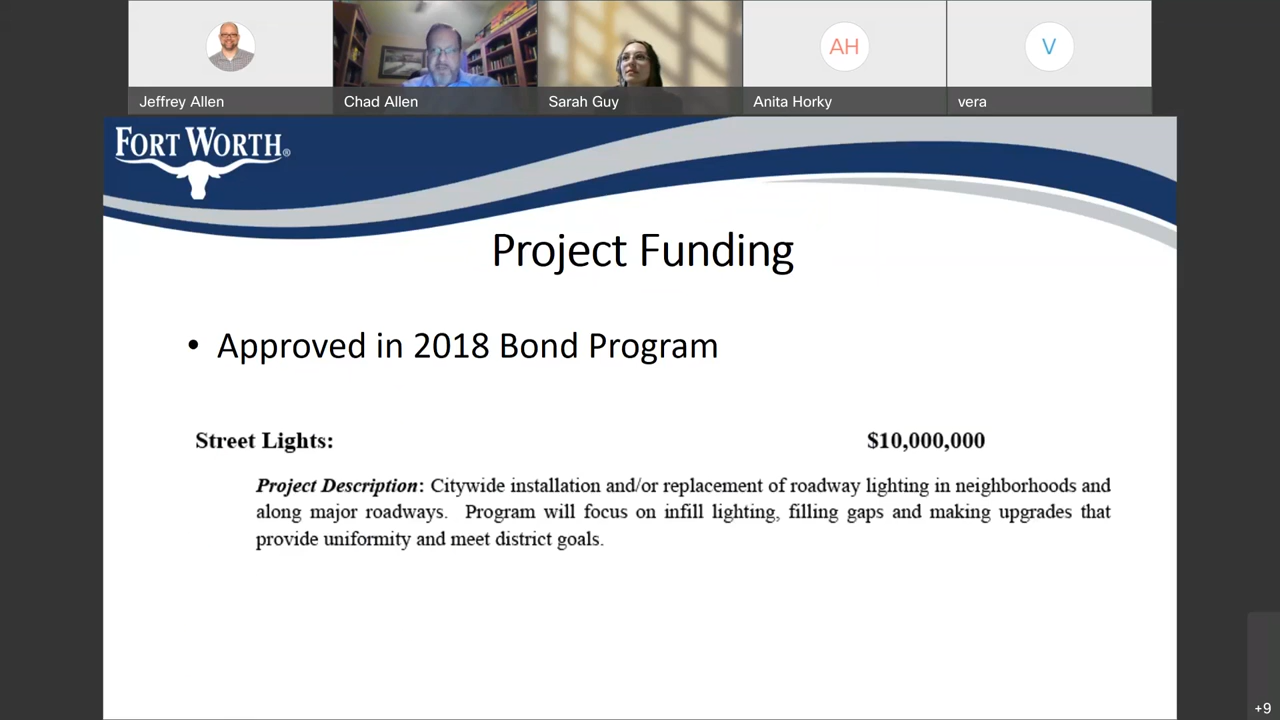 Jeffrey Allen
Chad Allen
Sarah Guy
AH
Anita Horky
V
vera
FORT WORTH®
Project Funding
• Approved in 2018 Bond Program
Street Lights: $10,000,000
Project Description: Citywide installation and/or replacement of roadway lighting in neighborhoods and
along major roadways. Program will focus on infill lighting, filling gaps and making upgrades that
provide uniformity and meet district goals.
+9